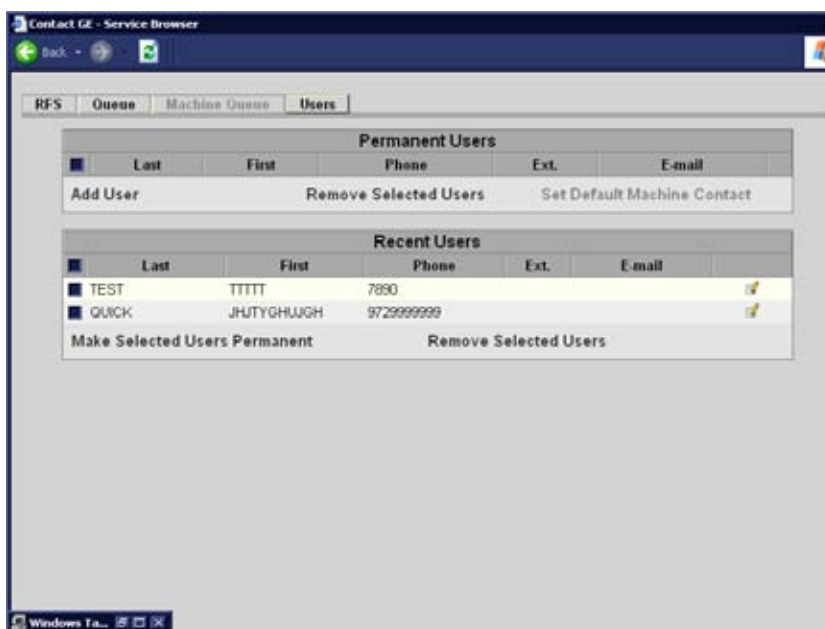 Contact GE - Service Browser
Back
RFS Queue Machine Queue Users
Permanent Users
Last First Phone Ext. E-mail
Add User Remove Selected Users Set Default Machine Contact
Recent Users
Last First Phone Ext. E-mail
TEST TTTTT 7890
QUICK 9729999999
Make Selected Users Permanent Remove Selected Users
Windows Ta...